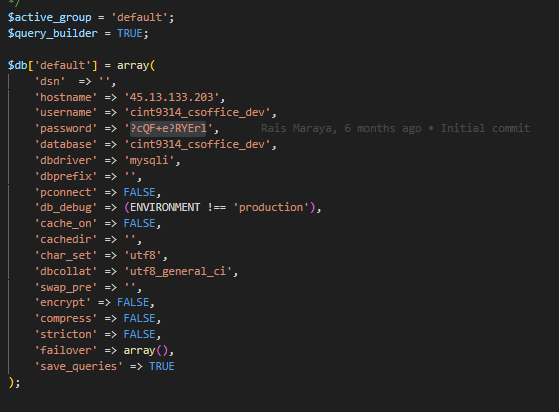 */
$active_group = 'default';
$query_builder = TRUE;
$db['default'] = array(
'dsn' => '',
'hostname' => '45.13.133.203',
'username' => 'cint9314_csoffice_dev',
'password' => '?cQF+e?RYEr1', Rais Maraya, 6 months ago • Initial commit
'database' => 'cint9314_csoffice_dev',
'dbdriver' => 'mysqli',
'dbprefix' => '',
'pconnect' => FALSE,
'db_debug' => (ENVIRONMENT !== 'production'),
'cache_on' => FALSE,
'cachedir' => '',
'char_set' => 'utf8',
'dbcollat' => 'utf8_general_ci',
'swap_pre' => '',
'encrypt' => FALSE,
'compress' => FALSE,
'stricton' => FALSE,
'failover' => array(),
'save_queries' => TRUE
);